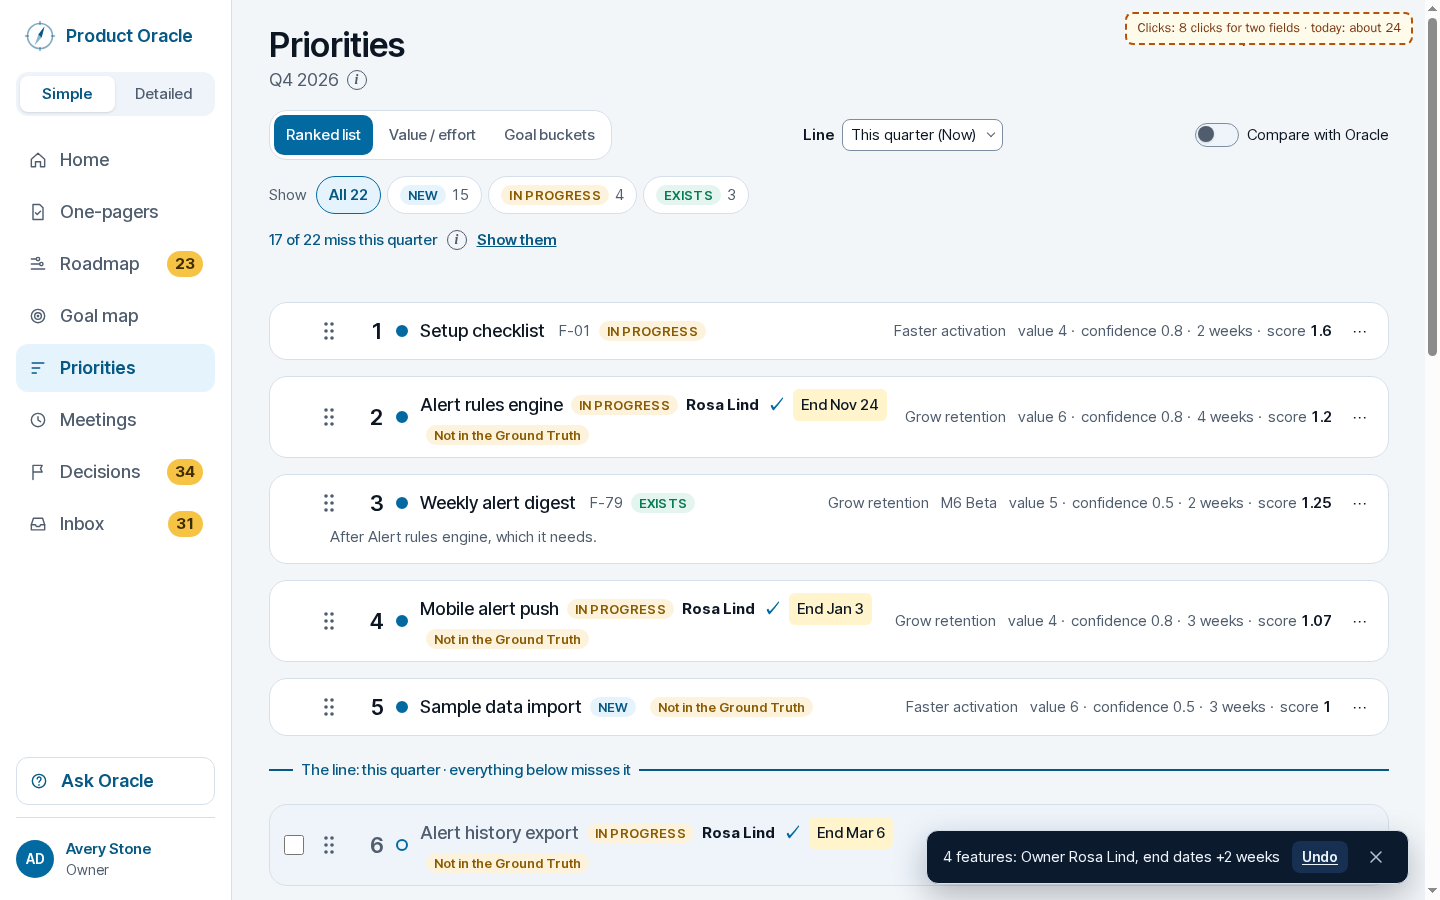 Product Oracle
Simple
Detailed
Home
One-pagers
Roadmap 23
Goal map
Priorities
Meetings
Decisions 34
Inbox 31
Ask Oracle
AD
Avery Stone
Owner
Clicks: 8 clicks for two fields · today: about 24
Priorities
Q4 2026 i
Ranked list
Value / effort
Goal buckets
Line This quarter (Now)
Compare with Oracle
Show All 22 NEW 15 IN PROGRESS 4 EXISTS 3
17 of 22 miss this quarter i Show them
1 Setup checklist F-01 IN PROGRESS Faster activation value 4 · confidence 0.8 · 2 weeks · score 1.6 ...
2 Alert rules engine IN PROGRESS Rosa Lind ✓ End Nov 24 Grow retention value 6 · confidence 0.8 · 4 weeks · score 1.2 ...
Not in the Ground Truth
3 Weekly alert digest F-79 EXISTS Grow retention M6 Beta value 5 · confidence 0.5 · 2 weeks · score 1.25 ...
After Alert rules engine, which it needs.
4 Mobile alert push IN PROGRESS Rosa Lind ✓ End Jan 3 Grow retention value 4 · confidence 0.8 · 3 weeks · score 1.07 ...
Not in the Ground Truth
5 Sample data import NEW Not in the Ground Truth Faster activation value 6 · confidence 0.5 · 3 weeks · score 1 ...
The line: this quarter · everything below misses it
6 Alert history export IN PROGRESS Rosa Lind ✓ End Mar 6
Not in the Ground Truth
4 features: Owner Rosa Lind, end dates +2 weeks Undo